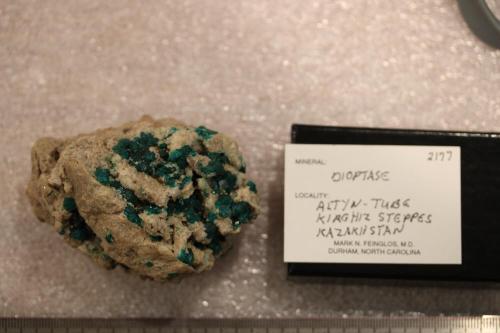 2177
MINERAL:
DIOPTASE
LOCALITY:
ALTYN-TUBE
KIRGHIZ STEPPES
KAZAKHSTAN
MARK N. FEINGLOS, M.D.
DURHAM, NORTH CAROLINA